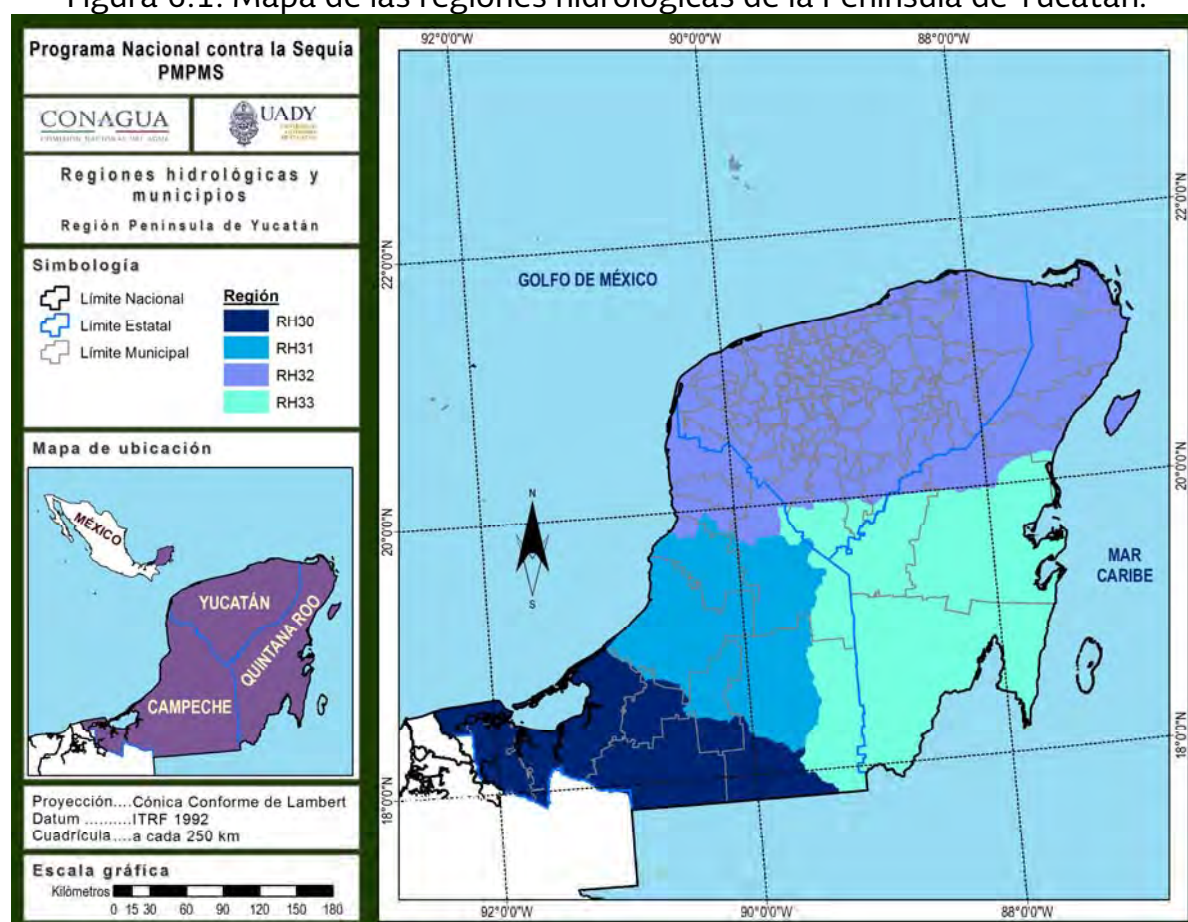 Figura 6.1. Mapa de las regiones hidrológicas de la Península de Yucatán.
Programa Nacional contra la Sequía
PMPMS
CONAGUA
COMISIÓN NACIONAL DEL AGUA
UADY
Regiones hidrológicas y
municipios
Región Península de Yucatán
Simbología
Límite Nacional
Límite Estatal
Límite Municipal
Región
RH30
RH31
RH32
RH33
Mapa de ubicación
MÉXICO
YUCATÁN
QUINTANA ROO
CAMPECHE
Proyección....Cónica Conforme de Lambert
Datum ..........ITRF 1992
Cuadrícula....a cada 250 km
Escala gráfica
Kilómetros
0 15 30 60 90 120 150 180
92°0'0"W 90°0'0"W 88°0'0"W
22°0'0"N 22°0'0"N
GOLFO DE MÉXICO
20°0'0"N 20°0'0"N
N
S
MAR
CARIBE
18°0'0"N 18°0'0"N
92°0'0"W 90°0'0"W 88°0'0"W